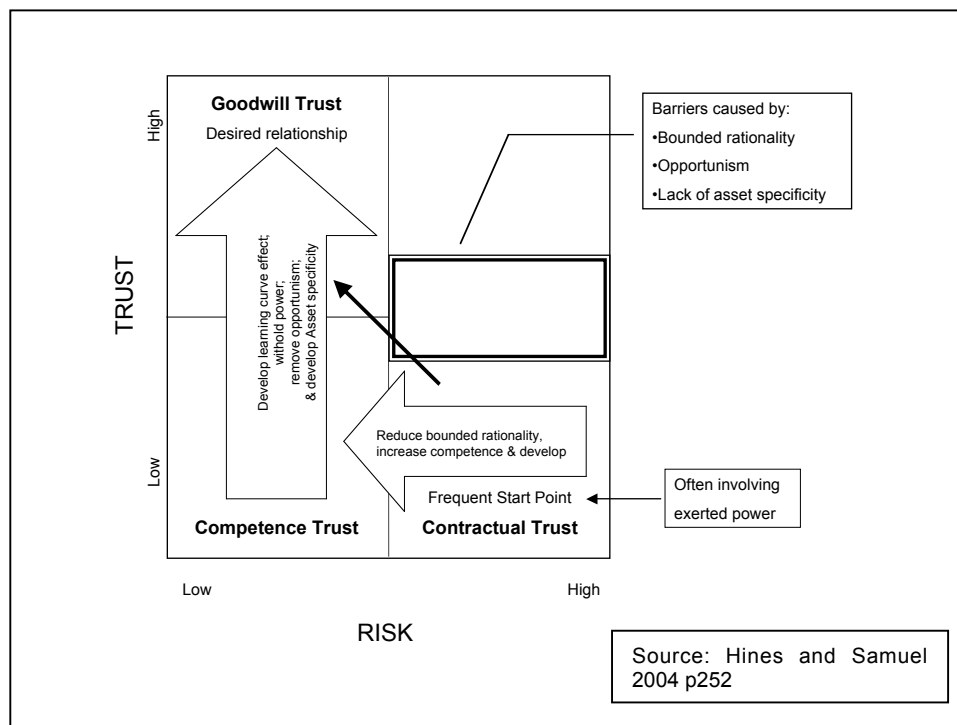 Goodwill Trust
Desired relationship
High
TRUST
Low
Develop learning curve effect;
withold power;
remove opportunism;
& develop Asset specificity
Barriers caused by:
•Bounded rationality
•Opportunism
•Lack of asset specificity
Reduce bounded rationality,
increase competence & develop
Frequent Start Point
Often involving
exerted power
Competence Trust
Contractual Trust
Low
High
RISK
Source: Hines and Samuel
2004 p252